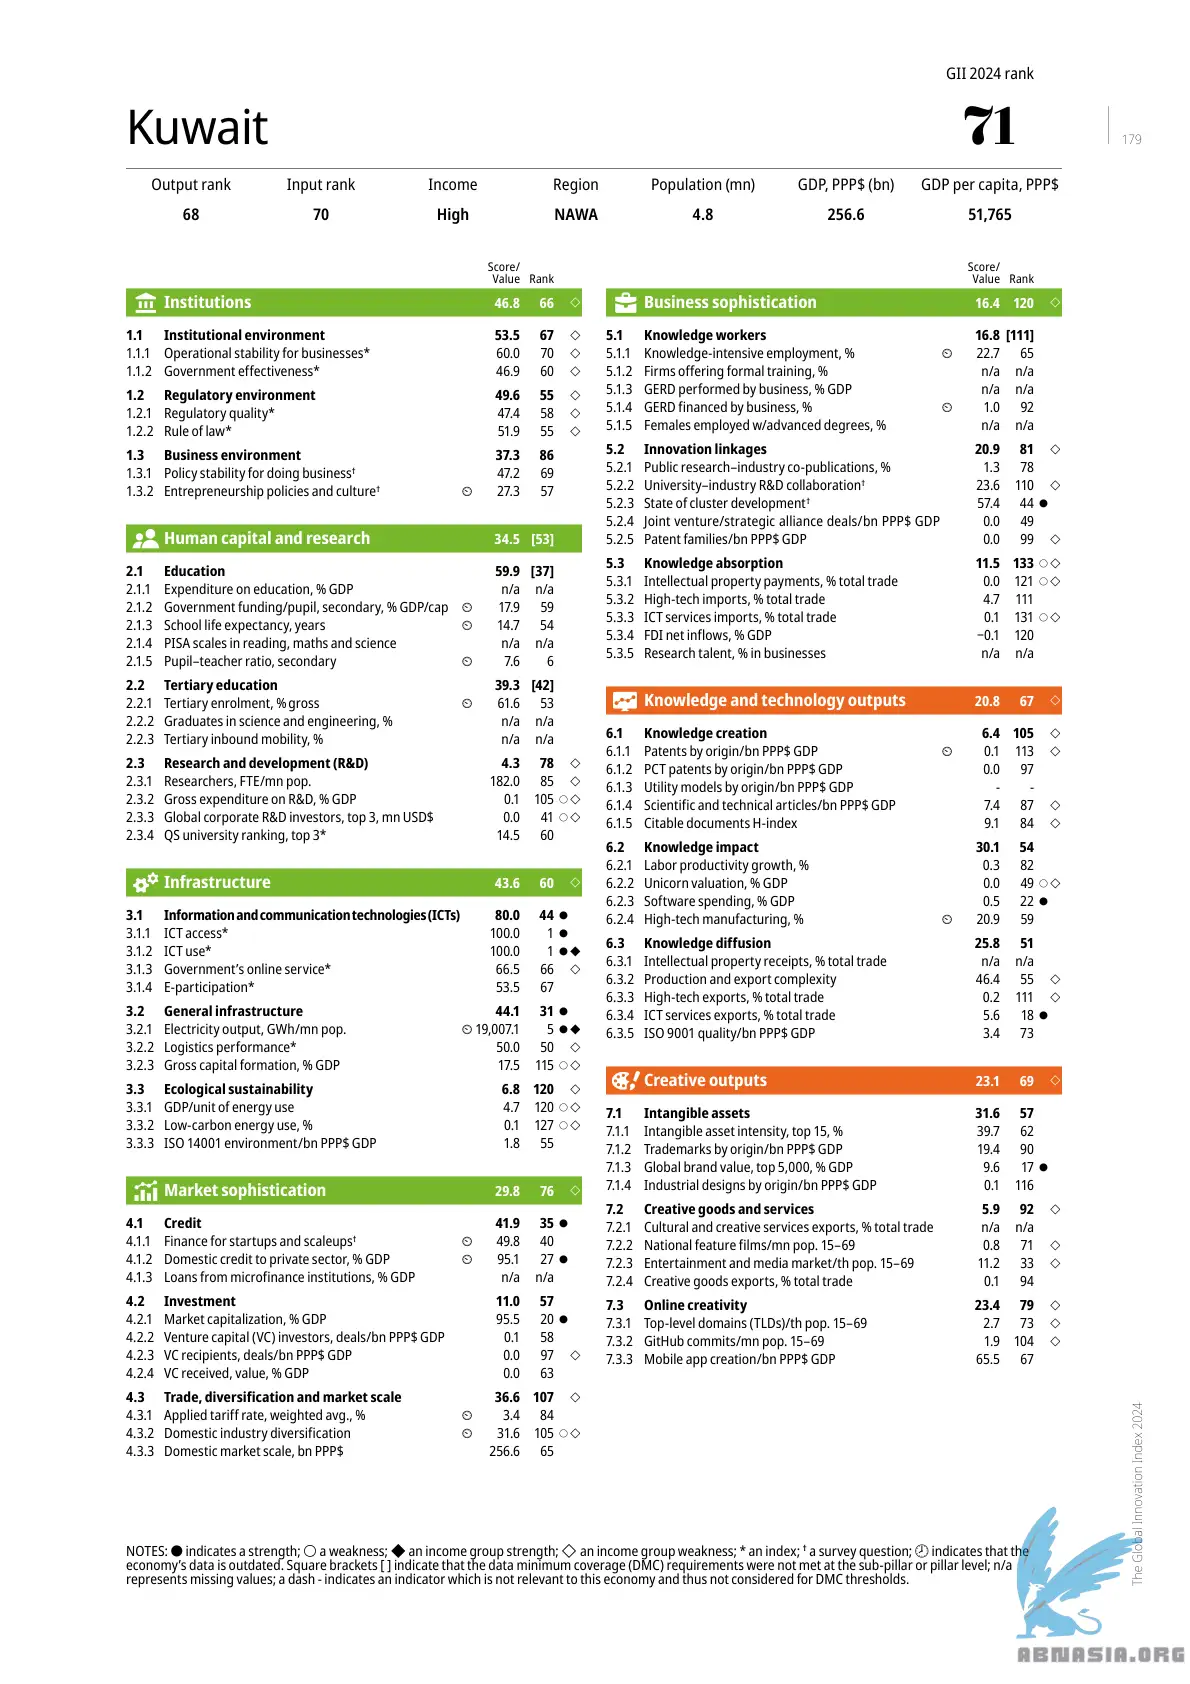 GII 2024 rank
Kuwait
71
179
Output rank Input rank Income Region Population (mn) GDP, PPP$ (bn) GDP per capita, PPP$
68 70 High NAWA 4.8 256.6 51,765
Score/
Value Rank
Institutions 46.8 66 ◇
1.1 Institutional environment 53.5 67 ◇
1.1.1 Operational stability for businesses* 60.0 70 ◇
1.1.2 Government effectiveness* 46.9 60 ◇
1.2 Regulatory environment 49.6 55 ◇
1.2.1 Regulatory quality* 47.4 58 ◇
1.2.2 Rule of law* 51.9 55 ◇
1.3 Business environment 37.3 86
1.3.1 Policy stability for doing business† 47.2 69
1.3.2 Entrepreneurship policies and culture† 27.3 57
Human capital and research 34.5 [53]
2.1 Education 59.9 [37]
2.1.1 Expenditure on education, % GDP n/a n/a
2.1.2 Government funding/pupil, secondary, % GDP/cap 17.9 59
2.1.3 School life expectancy, years 14.7 54
2.1.4 PISA scales in reading, maths and science n/a n/a
2.1.5 Pupil–teacher ratio, secondary 7.6 6
2.2 Tertiary education 39.3 [42]
2.2.1 Tertiary enrolment, % gross 61.6 53
2.2.2 Graduates in science and engineering, % n/a n/a
2.2.3 Tertiary inbound mobility, % n/a n/a
2.3 Research and development (R&D) 4.3 78 ◇
2.3.1 Researchers, FTE/mn pop. 182.0 85 ◇
2.3.2 Gross expenditure on R&D, % GDP 0.1 105 ○◇
2.3.3 Global corporate R&D investors, top 3, mn USD$ 0.0 41 ○◇
2.3.4 QS university ranking, top 3* 14.5 60
Infrastructure 43.6 60 ◇
3.1 Information and communication technologies (ICTs) 80.0 44 ●
3.1.1 ICT access* 100.0 1 ●
3.1.2 ICT use* 100.0 1 ●◆
3.1.3 Government's online service* 66.5 66 ◇
3.1.4 E-participation* 53.5 67
3.2 General infrastructure 44.1 31 ●
3.2.1 Electricity output, GWh/mn pop. 19,007.1 5 ●◆
3.2.2 Logistics performance* 50.0 50 ◇
3.2.3 Gross capital formation, % GDP 17.5 115 ○◇
3.3 Ecological sustainability 6.8 120 ◇
3.3.1 GDP/unit of energy use 4.7 120 ○◇
3.3.2 Low-carbon energy use, % 0.1 127 ○◇
3.3.3 ISO 14001 environment/bn PPP$ GDP 1.8 55
Market sophistication 29.8 76 ◇
4.1 Credit 41.9 35 ●
4.1.1 Finance for startups and scaleups† 49.8 40
4.1.2 Domestic credit to private sector, % GDP 95.1 27 ●
4.1.3 Loans from microfinance institutions, % GDP n/a n/a
4.2 Investment 11.0 57
4.2.1 Market capitalization, % GDP 95.5 20 ●
4.2.2 Venture capital (VC) investors, deals/bn PPP$ GDP 0.1 58
4.2.3 VC recipients, deals/bn PPP$ GDP 0.0 97 ◇
4.2.4 VC received, value, % GDP 0.0 63
4.3 Trade, diversification and market scale 36.6 107 ◇
4.3.1 Applied tariff rate, weighted avg., % 3.4 84
4.3.2 Domestic industry diversification 31.6 105 ○◇
4.3.3 Domestic market scale, bn PPP$ 256.6 65
Score/
Value Rank
Business sophistication 16.4 120 ◇
5.1 Knowledge workers 16.8 [111]
5.1.1 Knowledge-intensive employment, % 22.7 65
5.1.2 Firms offering formal training, % n/a n/a
5.1.3 GERD performed by business, % GDP n/a n/a
5.1.4 GERD financed by business, % 1.0 92
5.1.5 Females employed w/advanced degrees, % n/a n/a
5.2 Innovation linkages 20.9 81 ◇
5.2.1 Public research–industry co-publications, % 1.3 78
5.2.2 University–industry R&D collaboration† 23.6 110 ◇
5.2.3 State of cluster development† 57.4 44 ●
5.2.4 Joint venture/strategic alliance deals/bn PPP$ GDP 0.0 49
5.2.5 Patent families/bn PPP$ GDP 0.0 99 ◇
5.3 Knowledge absorption 11.5 133 ○◇
5.3.1 Intellectual property payments, % total trade 0.0 121 ○◇
5.3.2 High-tech imports, % total trade 4.7 111
5.3.3 ICT services imports, % total trade 0.1 131 ○◇
5.3.4 FDI net inflows, % GDP −0.1 120
5.3.5 Research talent, % in businesses n/a n/a
Knowledge and technology outputs 20.8 67 ◇
6.1 Knowledge creation 6.4 105 ◇
6.1.1 Patents by origin/bn PPP$ GDP 0.1 113 ◇
6.1.2 PCT patents by origin/bn PPP$ GDP 0.0 97
6.1.3 Utility models by origin/bn PPP$ GDP - -
6.1.4 Scientific and technical articles/bn PPP$ GDP 7.4 87 ◇
6.1.5 Citable documents H-index 9.1 84 ◇
6.2 Knowledge impact 30.1 54
6.2.1 Labor productivity growth, % 0.3 82
6.2.2 Unicorn valuation, % GDP 0.0 49 ○◇
6.2.3 Software spending, % GDP 0.5 22 ●
6.2.4 High-tech manufacturing, % 20.9 59
6.3 Knowledge diffusion 25.8 51
6.3.1 Intellectual property receipts, % total trade n/a n/a
6.3.2 Production and export complexity 46.4 55 ◇
6.3.3 High-tech exports, % total trade 0.2 111 ◇
6.3.4 ICT services exports, % total trade 5.6 18 ●
6.3.5 ISO 9001 quality/bn PPP$ GDP 3.4 73
Creative outputs 23.1 69 ◇
7.1 Intangible assets 31.6 57
7.1.1 Intangible asset intensity, top 15, % 39.7 62
7.1.2 Trademarks by origin/bn PPP$ GDP 19.4 90
7.1.3 Global brand value, top 5,000, % GDP 9.6 17 ●
7.1.4 Industrial designs by origin/bn PPP$ GDP 0.1 116
7.2 Creative goods and services 5.9 92 ◇
7.2.1 Cultural and creative services exports, % total trade n/a n/a
7.2.2 National feature films/mn pop. 15–69 0.8 71 ◇
7.2.3 Entertainment and media market/th pop. 15–69 11.2 33 ◇
7.2.4 Creative goods exports, % total trade 0.1 94
7.3 Online creativity 23.4 79 ◇
7.3.1 Top-level domains (TLDs)/th pop. 15–69 2.7 73 ◇
7.3.2 GitHub commits/mn pop. 15–69 1.9 104 ◇
7.3.3 Mobile app creation/bn PPP$ GDP 65.5 67
NOTES: ● indicates a strength; ○ a weakness; ◆ an income group strength; ◇ an income group weakness; * an index; † a survey question; indicates that the
economy's data is outdated. Square brackets [ ] indicate that the data minimum coverage (DMC) requirements were not met at the sub-pillar or pillar level; n/a
represents missing values; a dash - indicates an indicator which is not relevant to this economy and thus not considered for DMC thresholds.
The Global Innovation Index 2024
ABNASIA.ORG